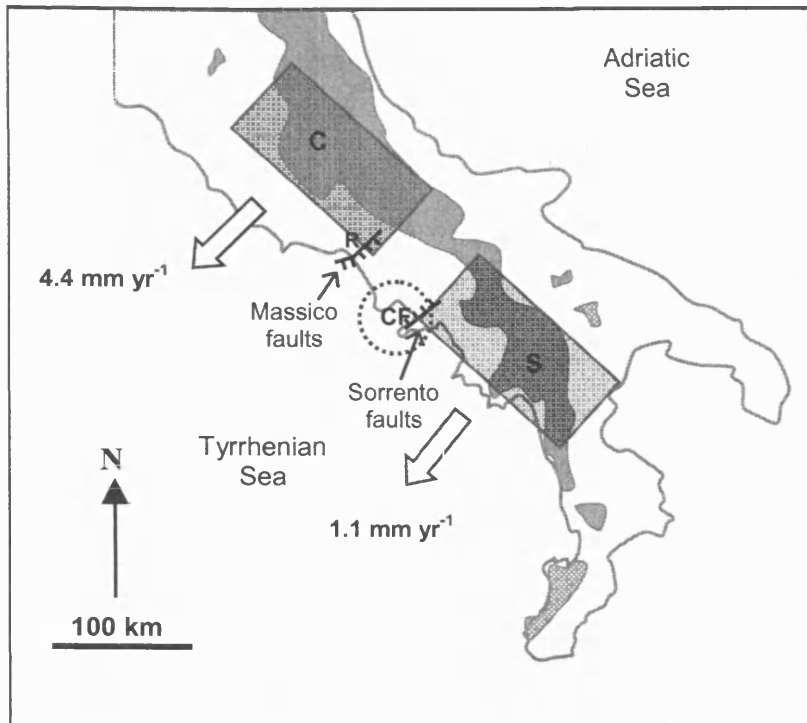 Adriatic
Sea
C
R
4.4 mm yr⁻¹
Massico
faults
CF
S
Sorrento
faults
Tyrrhenian
Sea
N
1.1 mm yr⁻¹
100 km